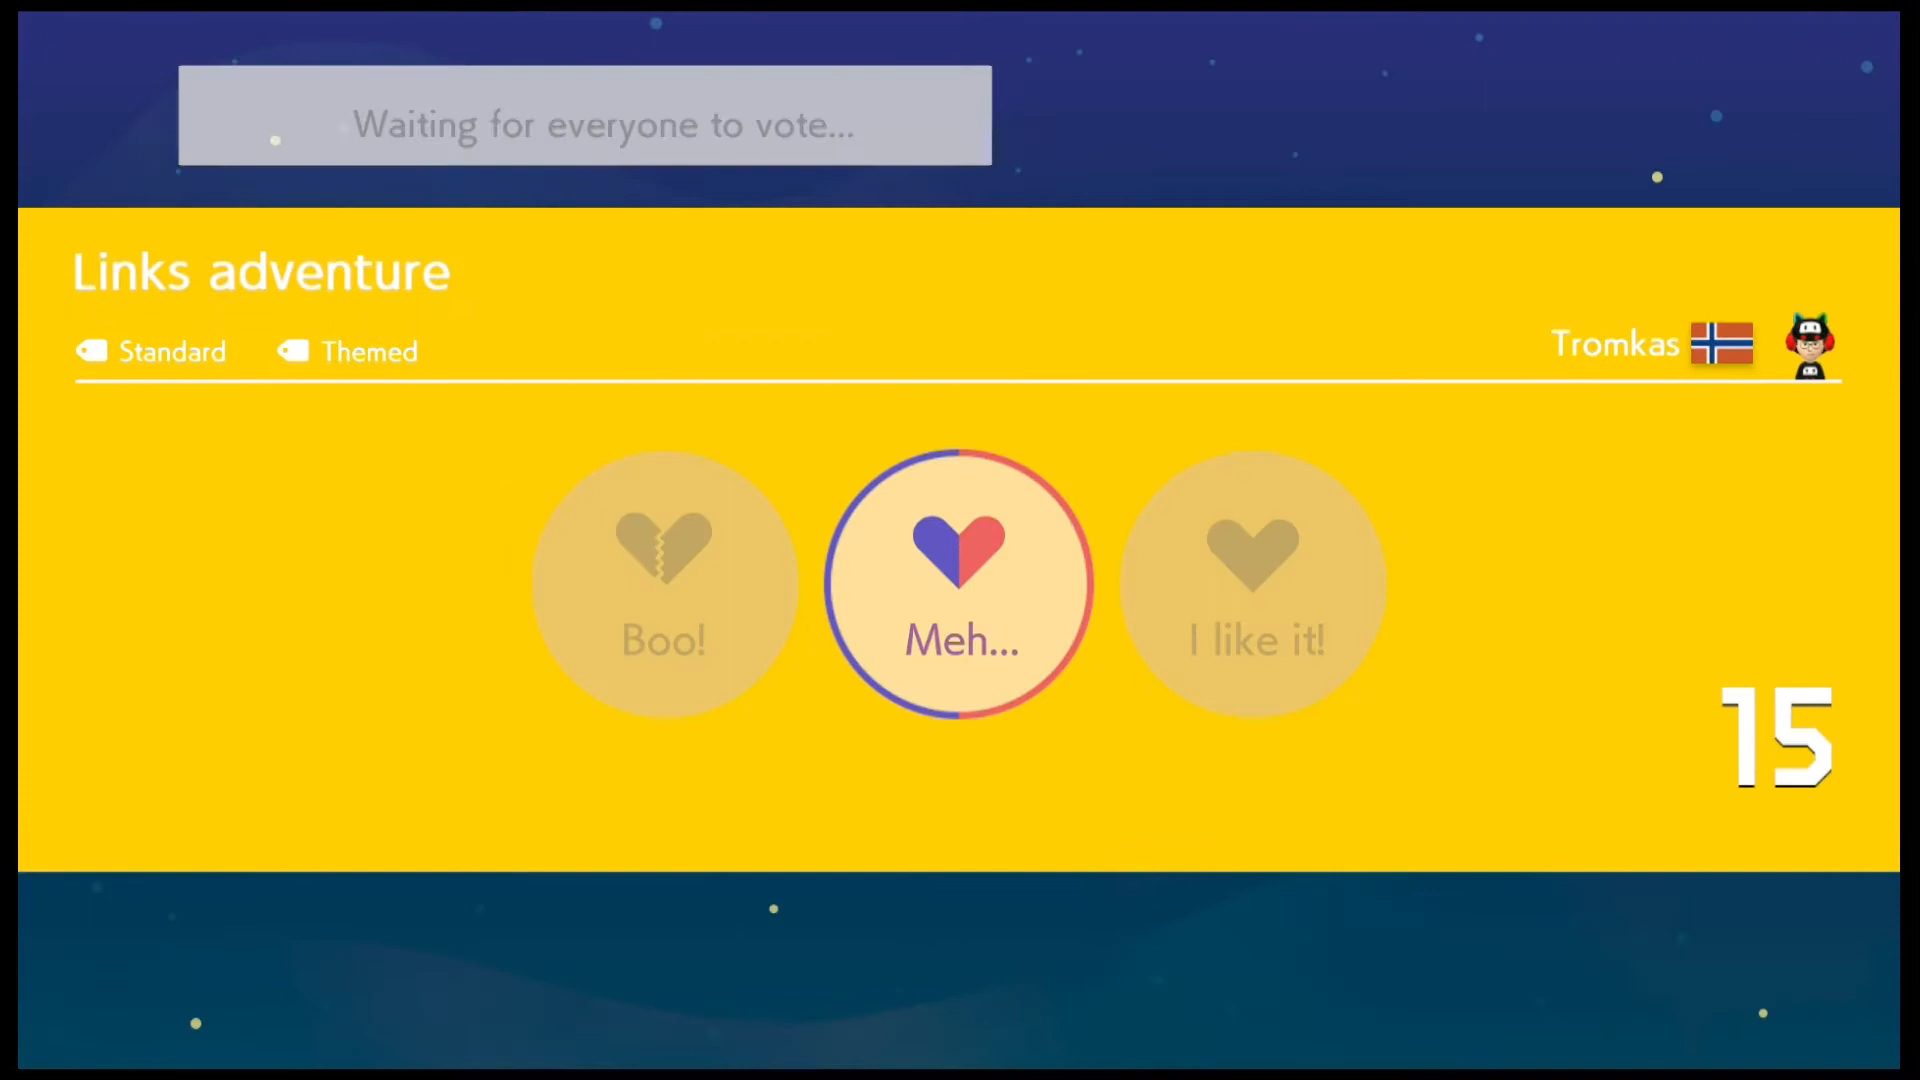 Waiting for everyone to vote...
Links adventure
Standard
Themed
Tromkas
Boo!
Meh...
I like it!
15